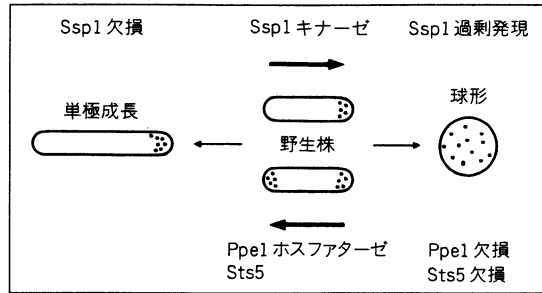 Ssp1 欠損
Ssp1 キナーゼ
Ssp1 過剰発現
単極成長
球形
野生株
Ppe1 ホスファターゼ
Sts5
Ppe1 欠損
Sts5 欠損